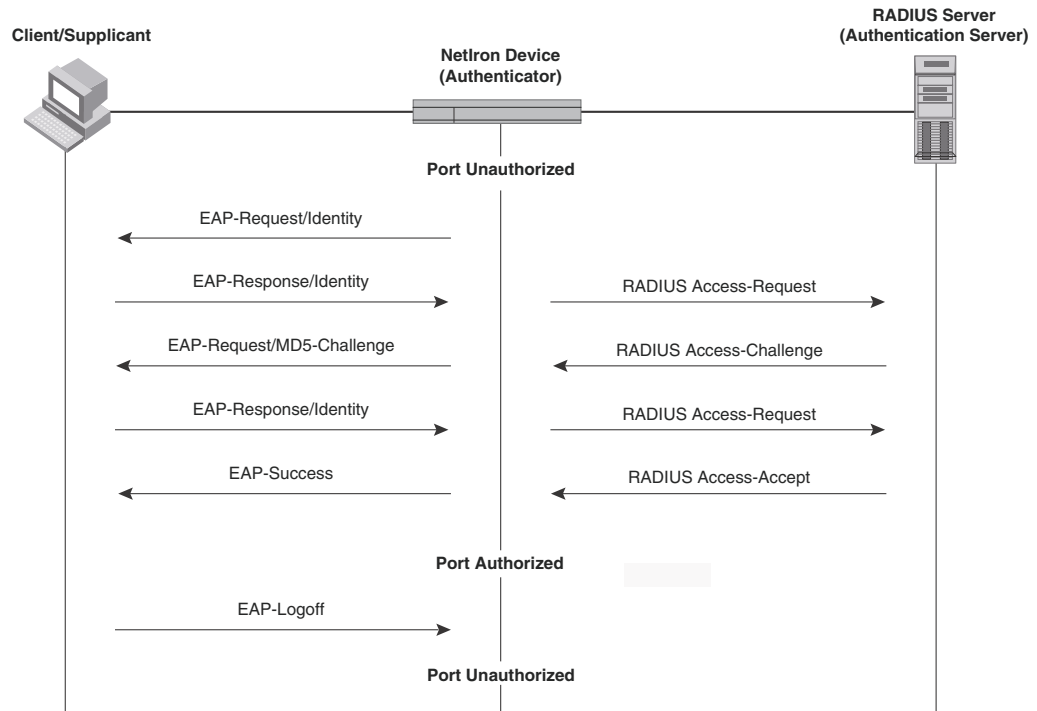 RADIUS Server
(Authentication Server)
Client/Supplicant
NetIron Device
(Authenticator)
Port Unauthorized
EAP-Request/Identity
EAP-Response/Identity
RADIUS Access-Request
EAP-Request/MD5-Challenge
RADIUS Access-Challenge
EAP-Response/Identity
RADIUS Access-Request
EAP-Success
RADIUS Access-Accept
Port Authorized
EAP-Logoff
Port Unauthorized